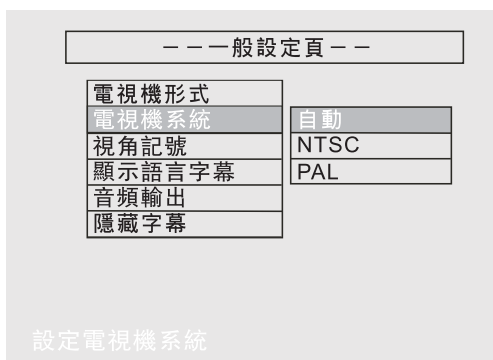 －－一般設定頁－－
電視機形式
電視機系統 自動
視角記號 NTSC
顯示語言字幕 PAL
音頻輸出
隱藏字幕
設定電視機系統